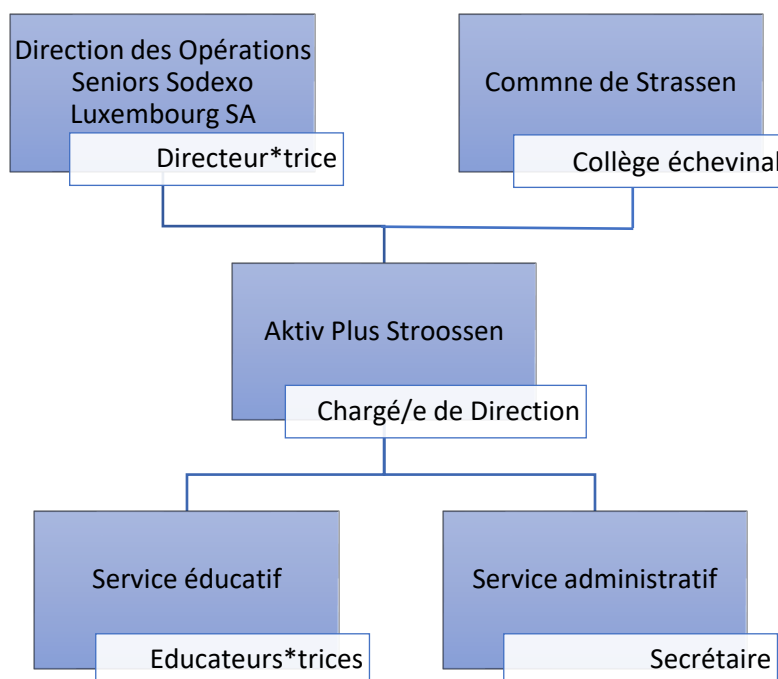 Direction des Opérations
Seniors Sodexo
Luxembourg SA
Directeur*trice
Commne de Strassen
Collège échevinal
Aktiv Plus Stroossen
Chargé/e de Direction
Service éducatif
Educateurs*trices
Service administratif
Secrétaire